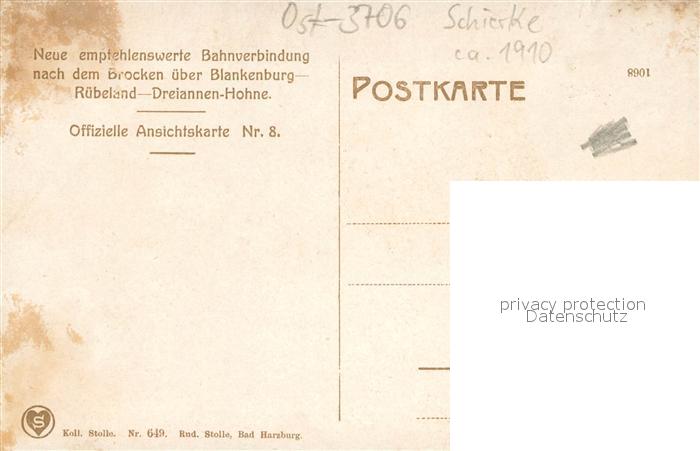 Ost-3706 Schierke
ca. 1910
Neue empfehlenswerte Bahnverbindung
nach dem Brocken über Blankenburg—
Rübeland—Dreiannen-Hohne.
Offizielle Ansichtskarte Nr. 8.
POSTKARTE
8901
privacy protection
Datenschutz
S
Koll. Stolle. Nr. 649. Rud. Stolle, Bad Harzburg.